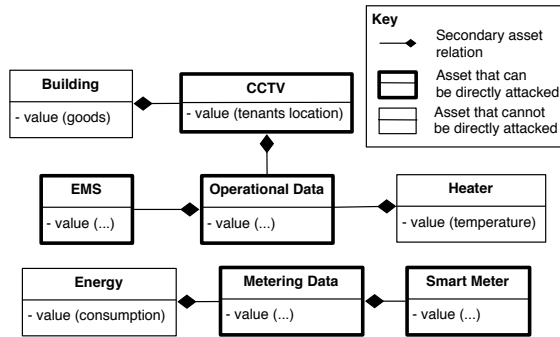 Key
Secondary asset
relation
Asset that can
be directly attacked
Asset that cannot
be directly attacked
Building
- value (goods)
CCTV
- value (tenants location)
EMS
- value (...)
Operational Data
- value (...)
Heater
- value (temperature)
Energy
- value (consumption)
Metering Data
- value (...)
Smart Meter
- value (...)